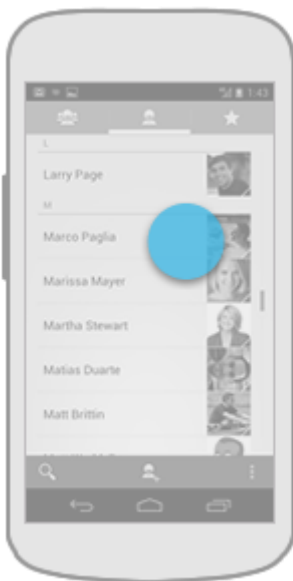 1:43
L
Larry Page
M
Marco Paglia
Marissa Mayer
Martha Stewart
Matias Duarte
Matt Brittin